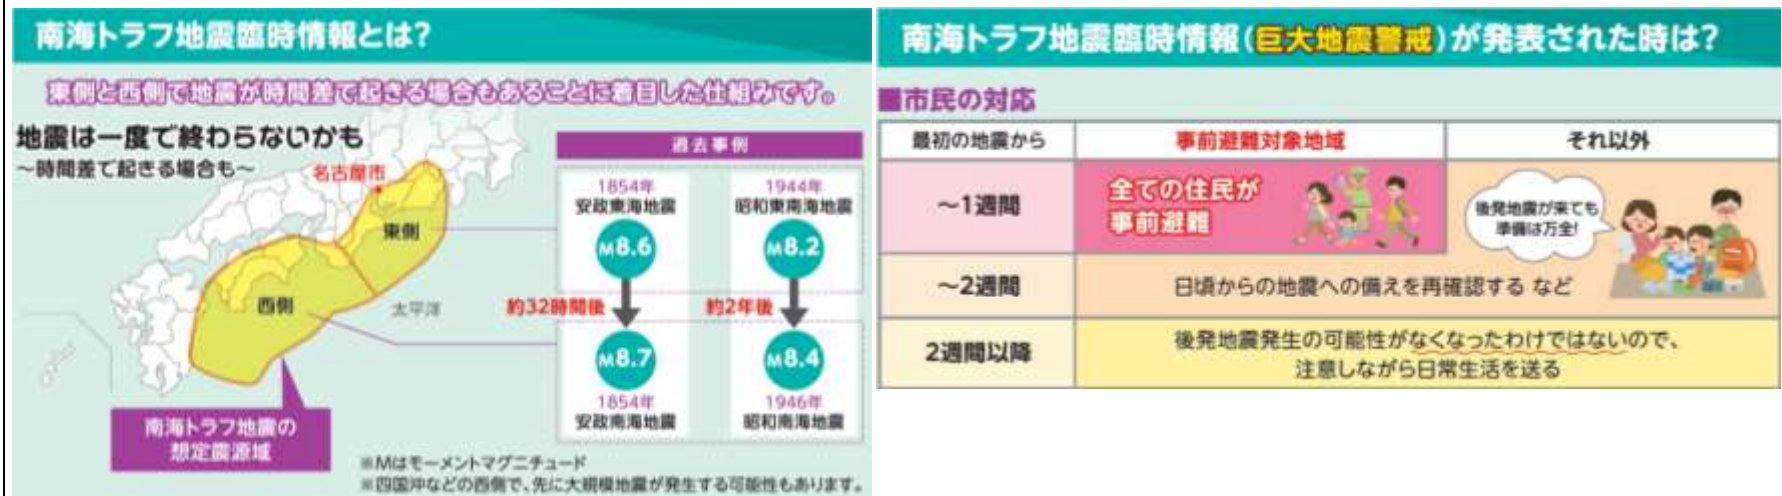 南海トラフ地震臨時情報とは?
東側と西側で地震が時間差で起きる場合もあることに着目した仕組みです。
地震は一度で終わらないかも
～時間差で起きる場合も～
名古屋市
東側
西側
太平洋
南海トラフ地震の
想定震源域
過去事例
1854年
安政東海地震
M8.6
約32時間後
M8.7
1854年
安政南海地震
1944年
昭和東南海地震
M8.2
約2年後
M8.4
1946年
昭和南海地震
※Mはモーメントマグニチュード
※四国沖などの西側で、先に大規模地震が発生する可能性もあります。
南海トラフ地震臨時情報(巨大地震警戒)が発表された時は?
■市民の対応
最初の地震から
事前避難対象地域
それ以外
～1週間
全ての住民が
事前避難
後発地震が来ても
準備は万全!
～2週間
日頃からの地震への備えを再確認する など
2週間以降
後発地震発生の可能性がなくなったわけではないので、
注意しながら日常生活を送る